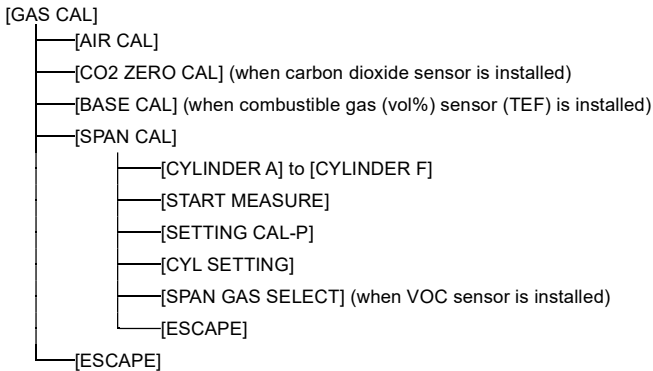 [GAS CAL]
[AIR CAL]
[CO2 ZERO CAL] (when carbon dioxide sensor is installed)
[BASE CAL] (when combustible gas (vol%) sensor (TEF) is installed)
[SPAN CAL]
[CYLINDER A] to [CYLINDER F]
[START MEASURE]
[SETTING CAL-P]
[CYL SETTING]
[SPAN GAS SELECT] (when VOC sensor is installed)
[ESCAPE]
[ESCAPE]